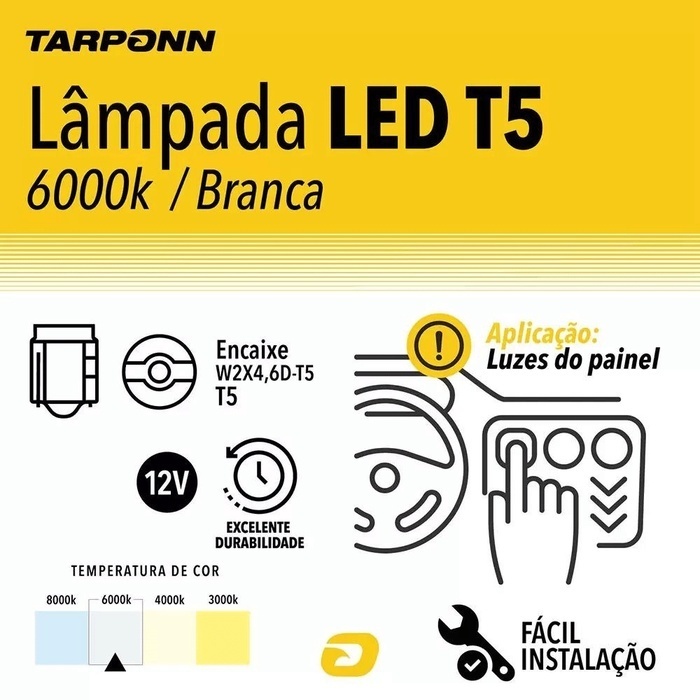 TARPONN
Lâmpada LED T5
6000k / Branca
Encaixe
W2X4,6D-T5
T5
Aplicação:
Luzes do painel
12V
EXCELENTE
DURABILIDADE
TEMPERATURA DE COR
8000k 6000k 4000k 3000k
FÁCIL
INSTALAÇÃO